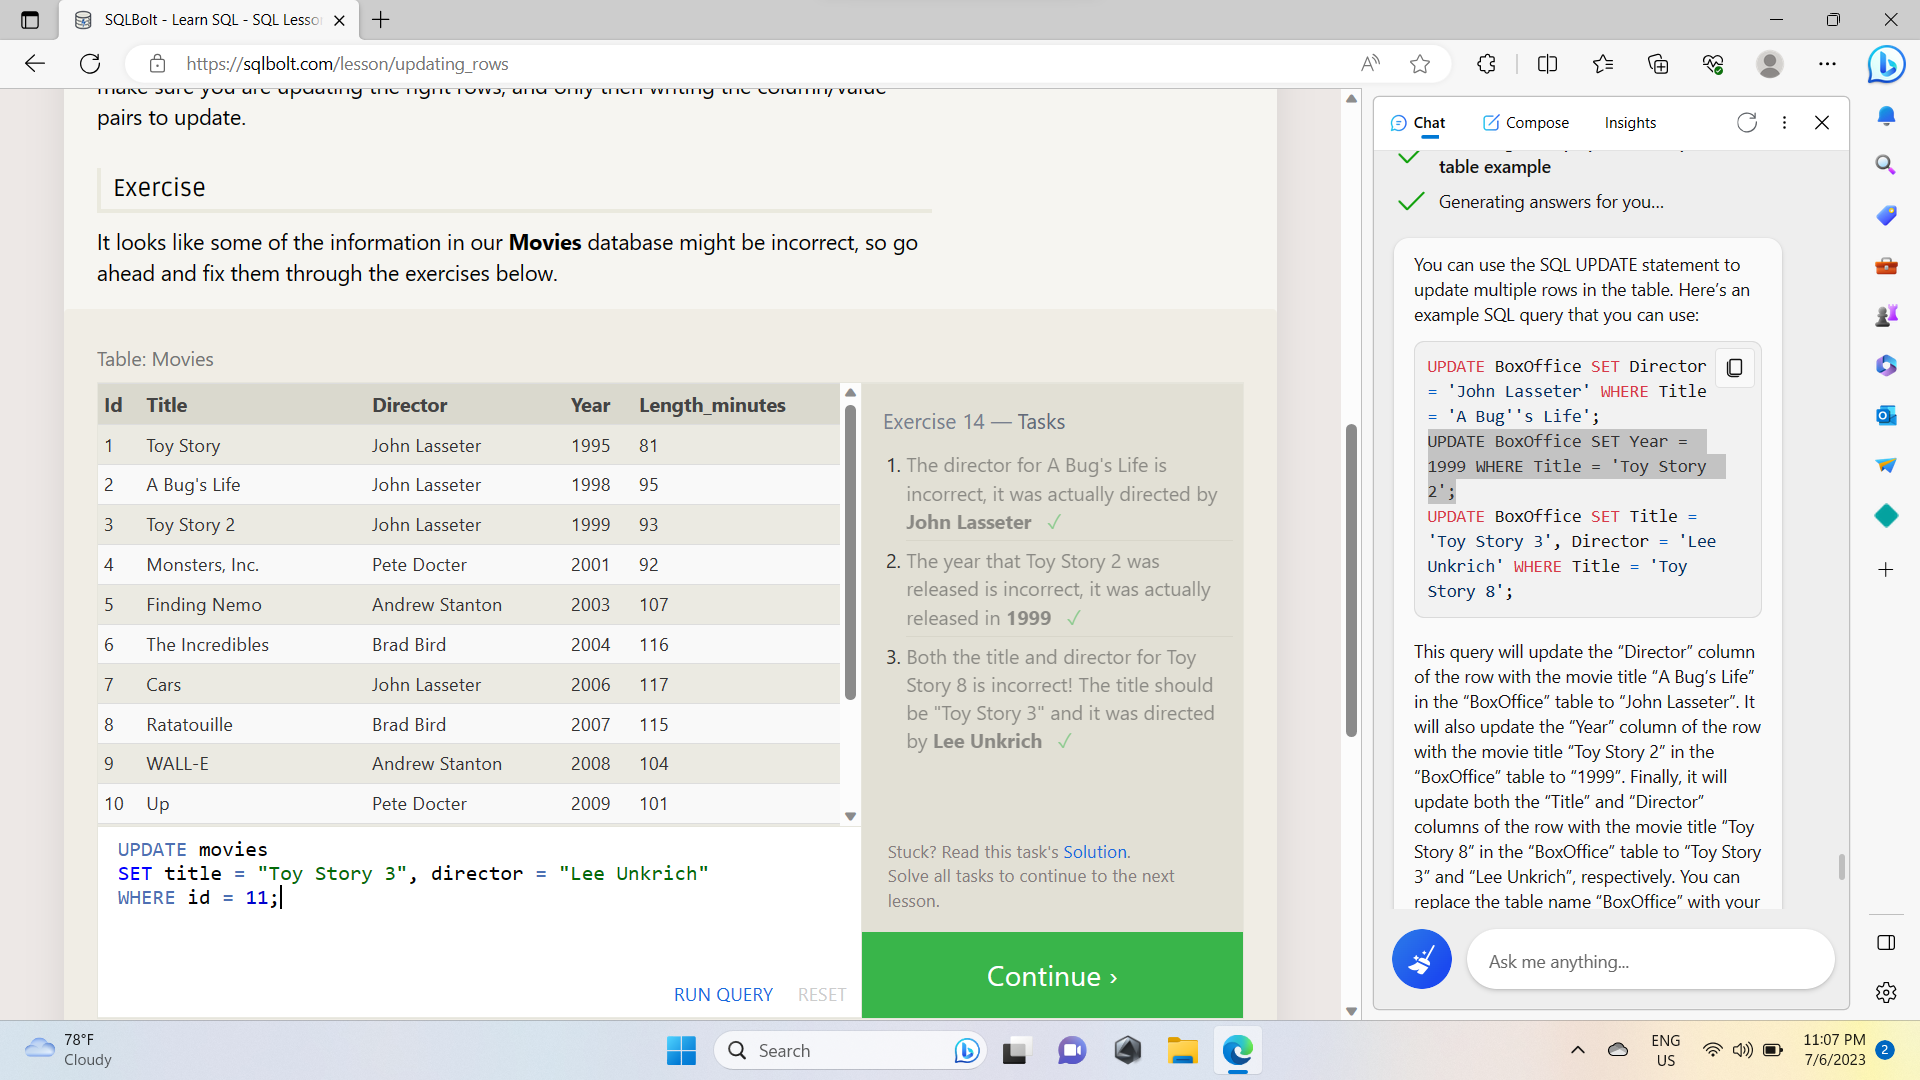 SQLBolt - Learn SQL - SQL Lesso
https://sqlbolt.com/lesson/updating_rows
make sure you are updating the right rows, and only then writing the column/value
pairs to update.
Exercise
It looks like some of the information in our Movies database might be incorrect, so go
ahead and fix them through the exercises below.
Table: Movies
Id Title Director Year Length_minutes
1 Toy Story John Lasseter 1995 81
2 A Bug's Life John Lasseter 1998 95
3 Toy Story 2 John Lasseter 1999 93
4 Monsters, Inc. Pete Docter 2001 92
5 Finding Nemo Andrew Stanton 2003 107
6 The Incredibles Brad Bird 2004 116
7 Cars John Lasseter 2006 117
8 Ratatouille Brad Bird 2007 115
9 WALL-E Andrew Stanton 2008 104
10 Up Pete Docter 2009 101
UPDATE movies
SET title = "Toy Story 3", director = "Lee Unkrich"
WHERE id = 11;
RUN QUERY RESET
Exercise 14 — Tasks
1. The director for A Bug's Life is
incorrect, it was actually directed by
John Lasseter ✓
2. The year that Toy Story 2 was
released is incorrect, it was actually
released in 1999 ✓
3. Both the title and director for Toy
Story 8 is incorrect! The title should
be "Toy Story 3" and it was directed
by Lee Unkrich ✓
Stuck? Read this task's Solution.
Solve all tasks to continue to the next
lesson.
Continue ›
Chat Compose Insights
table example
Generating answers for you...
You can use the SQL UPDATE statement to
update multiple rows in the table. Here's an
example SQL query that you can use:
UPDATE BoxOffice SET Director
= 'John Lasseter' WHERE Title
= 'A Bug''s Life';
UPDATE BoxOffice SET Year =
1999 WHERE Title = 'Toy Story
2';
UPDATE BoxOffice SET Title =
'Toy Story 3', Director = 'Lee
Unkrich' WHERE Title = 'Toy
Story 8';
This query will update the “Director” column
of the row with the movie title “A Bug’s Life”
in the “BoxOffice” table to “John Lasseter”. It
will also update the “Year” column of the row
with the movie title “Toy Story 2” in the
“BoxOffice” table to “1999”. Finally, it will
update both the “Title” and “Director”
columns of the row with the movie title “Toy
Story 8” in the “BoxOffice” table to “Toy Story
3” and “Lee Unkrich”, respectively. You can
replace the table name “BoxOffice” with your
Ask me anything...
78°F
Cloudy
Search
ENG
US
11:07 PM
7/6/2023
2